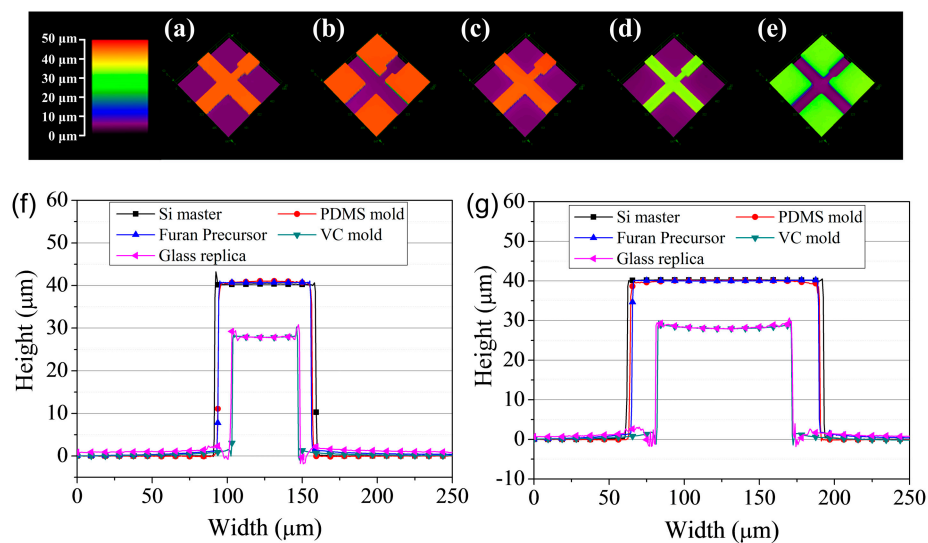 50 µm
40 µm
30 µm
20 µm
10 µm
0 µm
(a)
(b)
(c)
(d)
(e)
(f)
60
50
40
30
20
10
0
Height (µm)
Si master
PDMS mold
Furan Precursor
VC mold
Glass replica
0
50
100
150
200
250
Width (µm)
(g)
60
50
40
30
20
10
0
-10
Height (µm)
Si master
PDMS mold
Furan Precursor
VC mold
Glass replica
0
50
100
150
200
250
Width (µm)